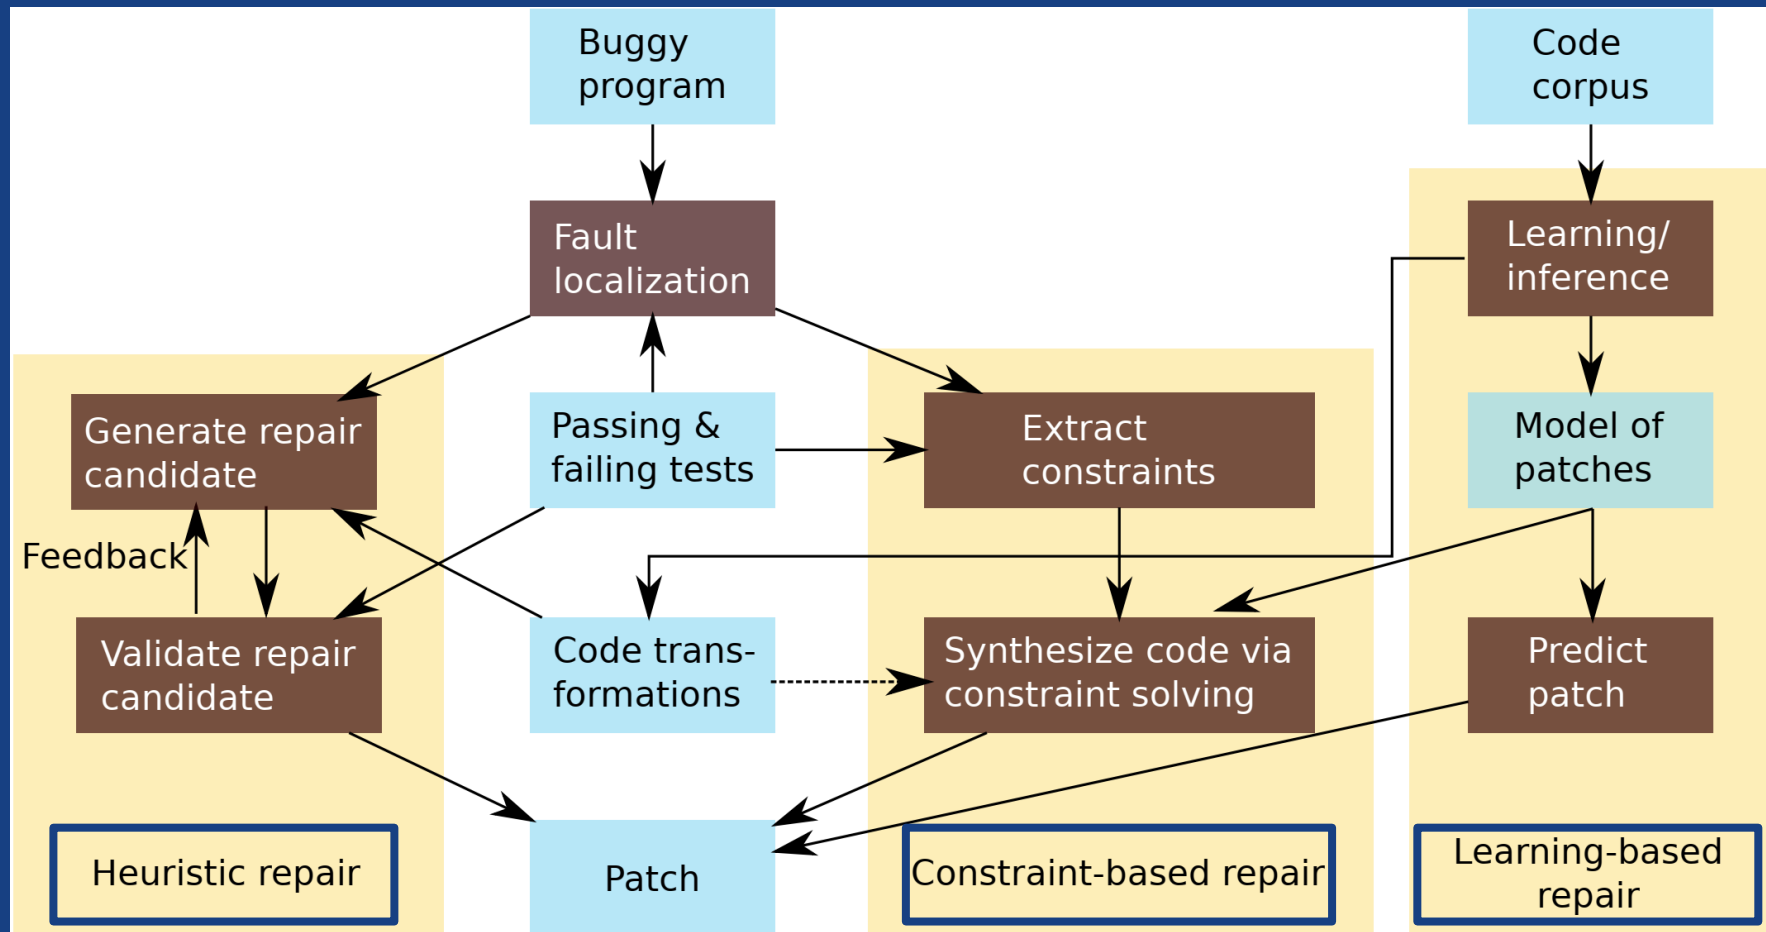 Buggy
program
Code
corpus
Fault
localization
Learning/
inference
Generate repair
candidate
Passing &
failing tests
Extract
constraints
Model of
patches
Feedback
Validate repair
candidate
Code trans-
formations
Synthesize code via
constraint solving
Predict
patch
Heuristic repair
Patch
Constraint-based repair
Learning-based
repair